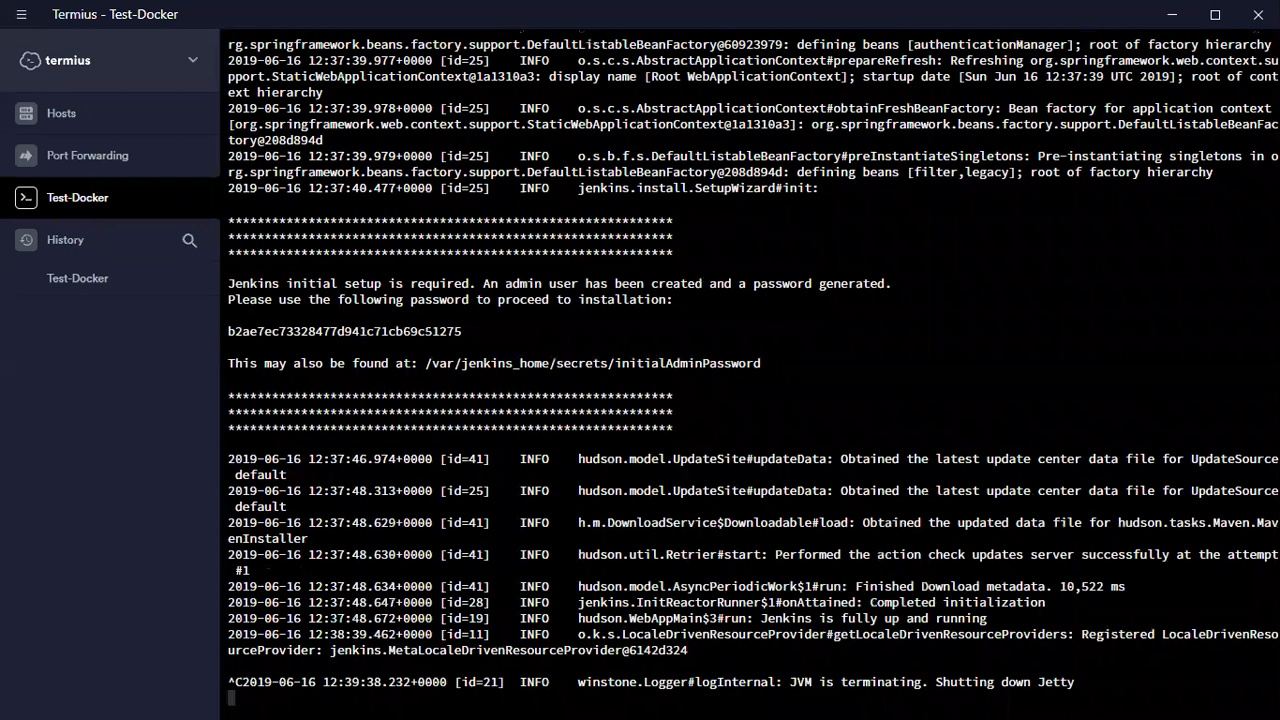 Termius - Test-Docker
termius
Hosts
Port Forwarding
Test-Docker
History
Test-Docker
rg.springframework.beans.factory.support.DefaultListableBeanFactory@60923979: defining beans [authenticationManager]; root of factory hierarchy
2019-06-16 12:37:39.977+0000 [id=25]    INFO    o.s.c.s.AbstractApplicationContext#prepareRefresh: Refreshing org.springframework.web.context.su
pport.StaticWebApplicationContext@1a1310a3: display name [Root WebApplicationContext]; startup date [Sun Jun 16 12:37:39 UTC 2019]; root of cont
ext hierarchy
2019-06-16 12:37:39.978+0000 [id=25]    INFO    o.s.c.s.AbstractApplicationContext#obtainFreshBeanFactory: Bean factory for application context
[org.springframework.web.context.support.StaticWebApplicationContext@1a1310a3]: org.springframework.beans.factory.support.DefaultListableBeanFac
tory@208d894d
2019-06-16 12:37:39.979+0000 [id=25]    INFO    o.s.b.f.s.DefaultListableBeanFactory#preInstantiateSingletons: Pre-instantiating singletons in o
rg.springframework.beans.factory.support.DefaultListableBeanFactory@208d894d: defining beans [filter,legacy]; root of factory hierarchy
2019-06-16 12:37:40.477+0000 [id=25]    INFO    jenkins.install.SetupWizard#init:
*************************************************************
*************************************************************
*************************************************************
Jenkins initial setup is required. An admin user has been created and a password generated.
Please use the following password to proceed to installation:
b2ae7ec73328477d941c71cb69c51275
This may also be found at: /var/jenkins_home/secrets/initialAdminPassword
*************************************************************
*************************************************************
*************************************************************
2019-06-16 12:37:46.974+0000 [id=41]    INFO    hudson.model.UpdateSite#updateData: Obtained the latest update center data file for UpdateSource
default
2019-06-16 12:37:48.313+0000 [id=25]    INFO    hudson.model.UpdateSite#updateData: Obtained the latest update center data file for UpdateSource
default
2019-06-16 12:37:48.629+0000 [id=41]    INFO    h.m.DownloadService$Downloadable#load: Obtained the updated data file for hudson.tasks.Maven.Mav
enInstaller
2019-06-16 12:37:48.630+0000 [id=41]    INFO    hudson.util.Retrier#start: Performed the action check updates server successfully at the attempt
#1
2019-06-16 12:37:48.634+0000 [id=41]    INFO    hudson.model.AsyncPeriodicWork$1#run: Finished Download metadata. 10,522 ms
2019-06-16 12:37:48.647+0000 [id=28]    INFO    jenkins.InitReactorRunner$1#onAttained: Completed initialization
2019-06-16 12:37:48.672+0000 [id=19]    INFO    hudson.WebAppMain$3#run: Jenkins is fully up and running
2019-06-16 12:38:39.462+0000 [id=11]    INFO    o.k.s.LocaleDrivenResourceProvider#getLocaleDrivenResourceProviders: Registered LocaleDrivenReso
urceProvider: jenkins.MetaLocaleDrivenResourceProvider@6142d324
^C2019-06-16 12:39:38.232+0000 [id=21]  INFO    winstone.Logger#logInternal: JVM is terminating. Shutting down Jetty